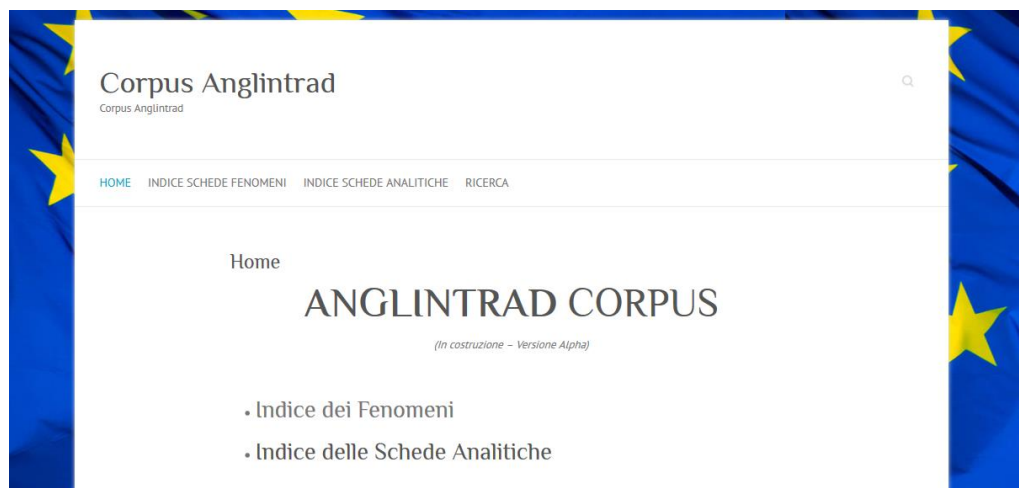 Corpus Anglintrad
Corpus Anglintrad
HOME INDICE SCHEDE FENOMENI INDICE SCHEDE ANALITICHE RICERCA
Home
ANGLINTRAD CORPUS
(In costruzione – Versione Alpha)
• Indice dei Fenomeni
• Indice delle Schede Analitiche